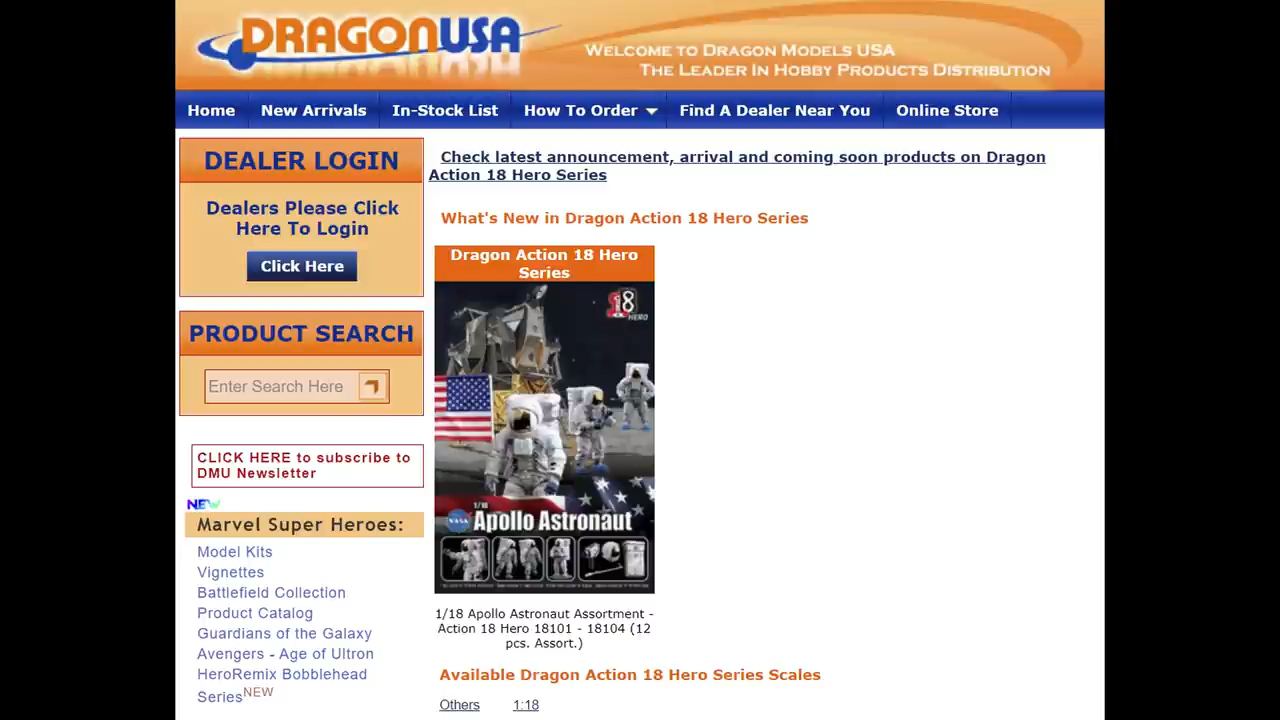 DRAGONUSA
WELCOME TO DRAGON MODELS USA
THE LEADER IN HOBBY PRODUCTS DISTRIBUTION
Home New Arrivals In-Stock List How To Order Find A Dealer Near You Online Store
DEALER LOGIN
Dealers Please Click
Here To Login
Click Here
PRODUCT SEARCH
Enter Search Here
CLICK HERE to subscribe to
DMU Newsletter
NEW
Marvel Super Heroes:
Model Kits
Vignettes
Battlefield Collection
Product Catalog
Guardians of the Galaxy
Avengers - Age of Ultron
HeroRemix Bobblehead
Series NEW
Check latest announcement, arrival and coming soon products on Dragon
Action 18 Hero Series
What's New in Dragon Action 18 Hero Series
Dragon Action 18 Hero
Series
18
HERO
1/18
NASA
Apollo Astronaut
1/18 Apollo Astronaut Assortment -
Action 18 Hero 18101 - 18104 (12
pcs. Assort.)
Available Dragon Action 18 Hero Series Scales
Others 1:18